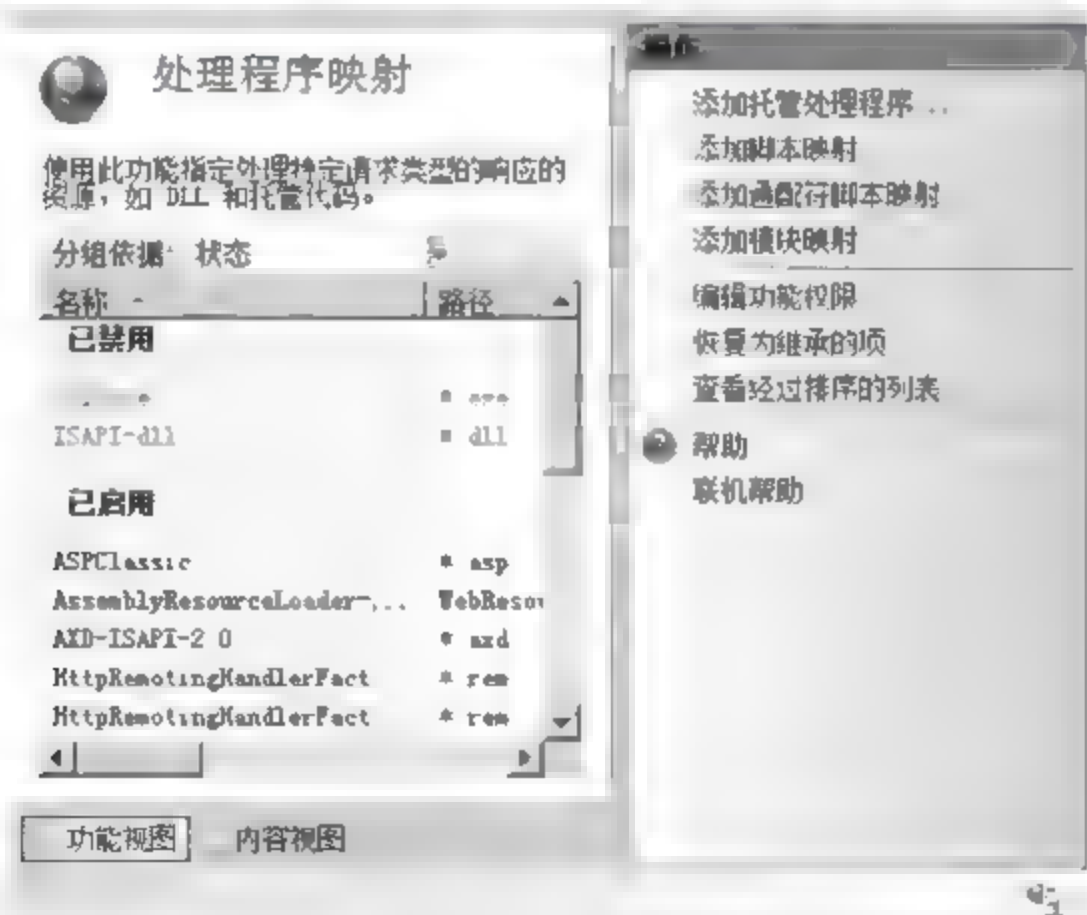 处理程序映射
使用此功能指定处理特定请求类型的响应的
资源，如 DLL 和托管代码。
分组依据: 状态
名称 路径
已禁用
ISAPI-dll *.dll
已启用
ASPClassic *.asp
AssemblyResourceLoader-... WebResou
AXD-ISAPI-2.0 *.axd
HttpRemotingHandlerFact *.rem
HttpRemotingHandlerFact *.rem
功能视图 内容视图
添加托管处理程序...
添加脚本映射
添加通配符脚本映射
添加模块映射
编辑功能权限
恢复为继承的项
查看经过排序的列表
帮助
联机帮助